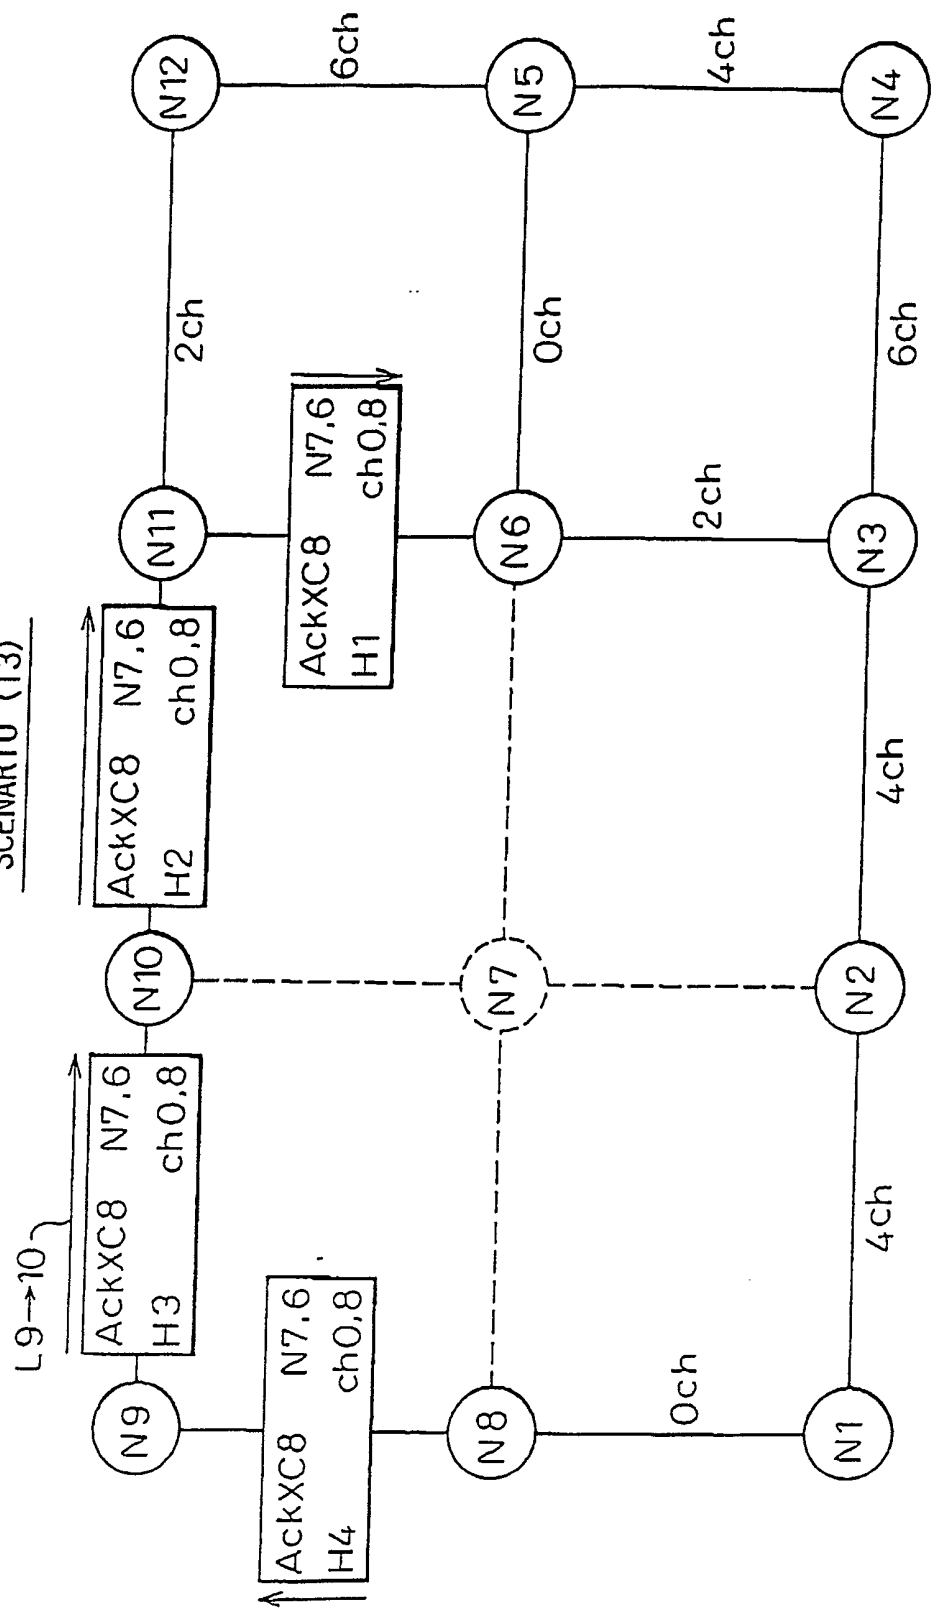 SCENARIO (13)
L9→10
N9
AckXC8 N7,6
H3 ch0,8
N10
AckXC8 N7,6
H2 ch0,8
N11
2ch
N12
AckXC8 N7,6
H4 ch0,8
AckXC8 N7,6
H1 ch0,8
6ch
N8
N7
N6
0ch
N5
0ch
2ch
4ch
N1
4ch
N2
4ch
N3
6ch
N4